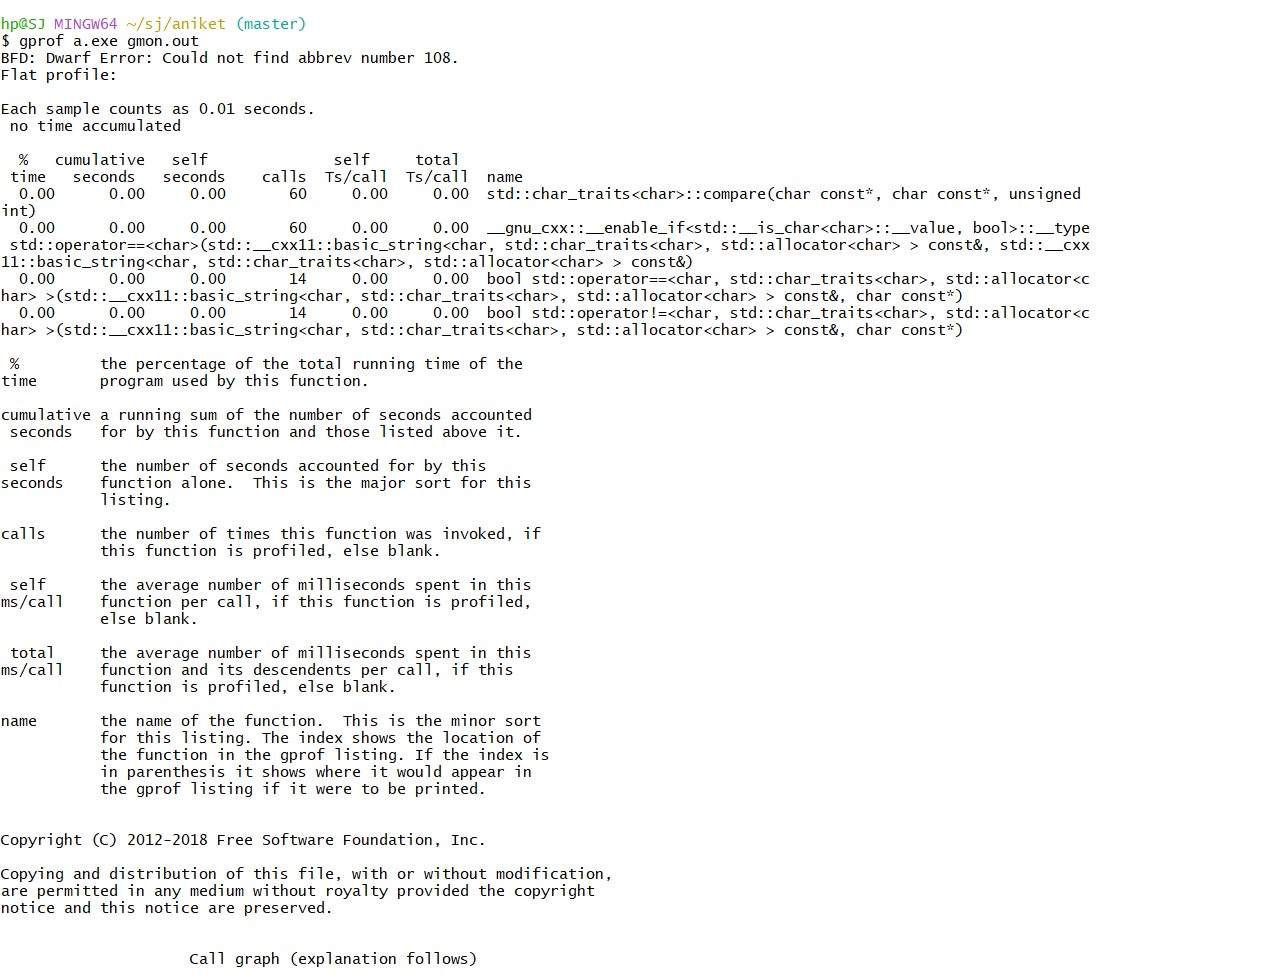 hp@SJ MINGW64 ~/sj/aniket (master)
$ gprof a.exe gmon.out
BFD: Dwarf Error: Could not find abbrev number 108.
Flat profile:

Each sample counts as 0.01 seconds.
 no time accumulated

  %   cumulative   self              self     total
 time   seconds   seconds    calls  Ts/call  Ts/call  name
  0.00      0.00     0.00       60     0.00     0.00  std::char_traits<char>::compare(char const*, char const*, unsigned
int)
  0.00      0.00     0.00       60     0.00     0.00  __gnu_cxx::__enable_if<std::__is_char<char>::__value, bool>::__type
 std::operator==<char>(std::__cxx11::basic_string<char, std::char_traits<char>, std::allocator<char> > const&, std::__cxx
11::basic_string<char, std::char_traits<char>, std::allocator<char> > const&)
  0.00      0.00     0.00       14     0.00     0.00  bool std::operator==<char, std::char_traits<char>, std::allocator<c
har> >(std::__cxx11::basic_string<char, std::char_traits<char>, std::allocator<char> > const&, char const*)
  0.00      0.00     0.00       14     0.00     0.00  bool std::operator!=<char, std::char_traits<char>, std::allocator<c
har> >(std::__cxx11::basic_string<char, std::char_traits<char>, std::allocator<char> > const&, char const*)

 %         the percentage of the total running time of the
time       program used by this function.

cumulative a running sum of the number of seconds accounted
 seconds   for by this function and those listed above it.

 self      the number of seconds accounted for by this
seconds    function alone.  This is the major sort for this
           listing.

calls      the number of times this function was invoked, if
           this function is profiled, else blank.

 self      the average number of milliseconds spent in this
ms/call    function per call, if this function is profiled,
           else blank.

 total     the average number of milliseconds spent in this
ms/call    function and its descendents per call, if this
           function is profiled, else blank.

name       the name of the function.  This is the minor sort
           for this listing. The index shows the location of
           the function in the gprof listing. If the index is
           in parenthesis it shows where it would appear in
           the gprof listing if it were to be printed.

Copyright (C) 2012-2018 Free Software Foundation, Inc.

Copying and distribution of this file, with or without modification,
are permitted in any medium without royalty provided the copyright
notice and this notice are preserved.

                     Call graph (explanation follows)